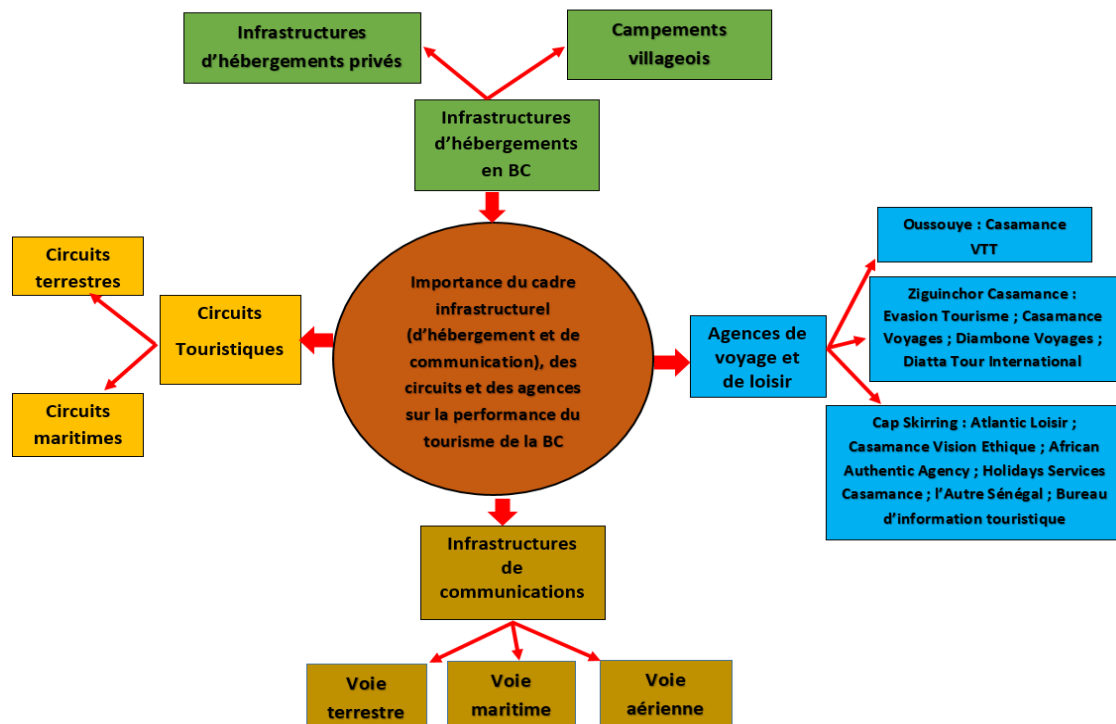 Infrastructures
d'hébergements privés
Campements
villageois
Infrastructures
d'hébergements
en BC
Circuits
terrestres
Circuits
Touristiques
Circuits
maritimes
Importance du cadre
infrastructurel
(d'hébergement et de
communication), des
circuits et des agences
sur la performance du
tourisme de la BC
Agences de
voyage et
de loisir
Oussouye : Casamance
VTT
Ziguinchor Casamance :
Evasion Tourisme ; Casamance
Voyages ; Diambone Voyages ;
Diatta Tour International
Cap Skirring : Atlantic Loisir ;
Casamance Vision Ethique ; African
Authentic Agency ; Holidays Services
Casamance ; l'Autre Sénégal ; Bureau
d'information touristique
Infrastructures
de
communications
Voie
terrestre
Voie
maritime
Voie
aérienne